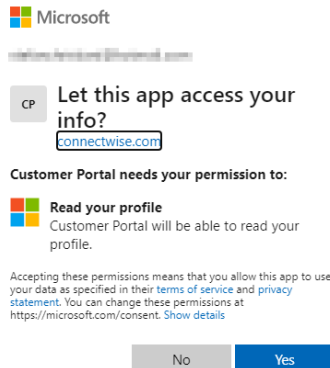 Microsoft
CP
Let this app access your
info?
connectwise.com
Customer Portal needs your permission to:
Read your profile
Customer Portal will be able to read your
profile.
Accepting these permissions means that you allow this app to use
your data as specified in their terms of service and privacy
statement. You can change these permissions at
https://microsoft.com/consent. Show details
No
Yes